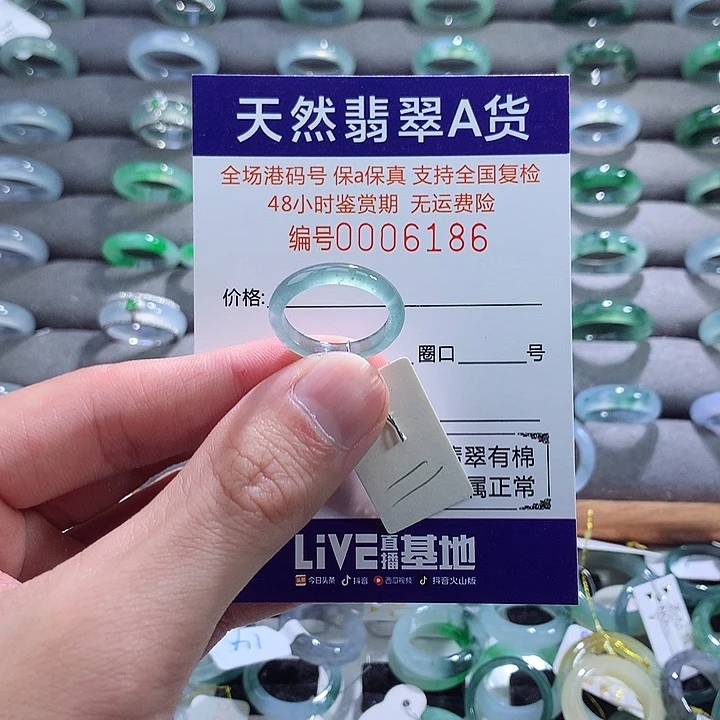 天然翡翠A货
全场港码号 保a保真 支持全国复检
48小时鉴赏期 无运费险
编号0006186
价格:
圈口 号
翠有棉
属正常
LiVE直播基地
今日头条 抖音 西瓜视频 抖音火山版
14